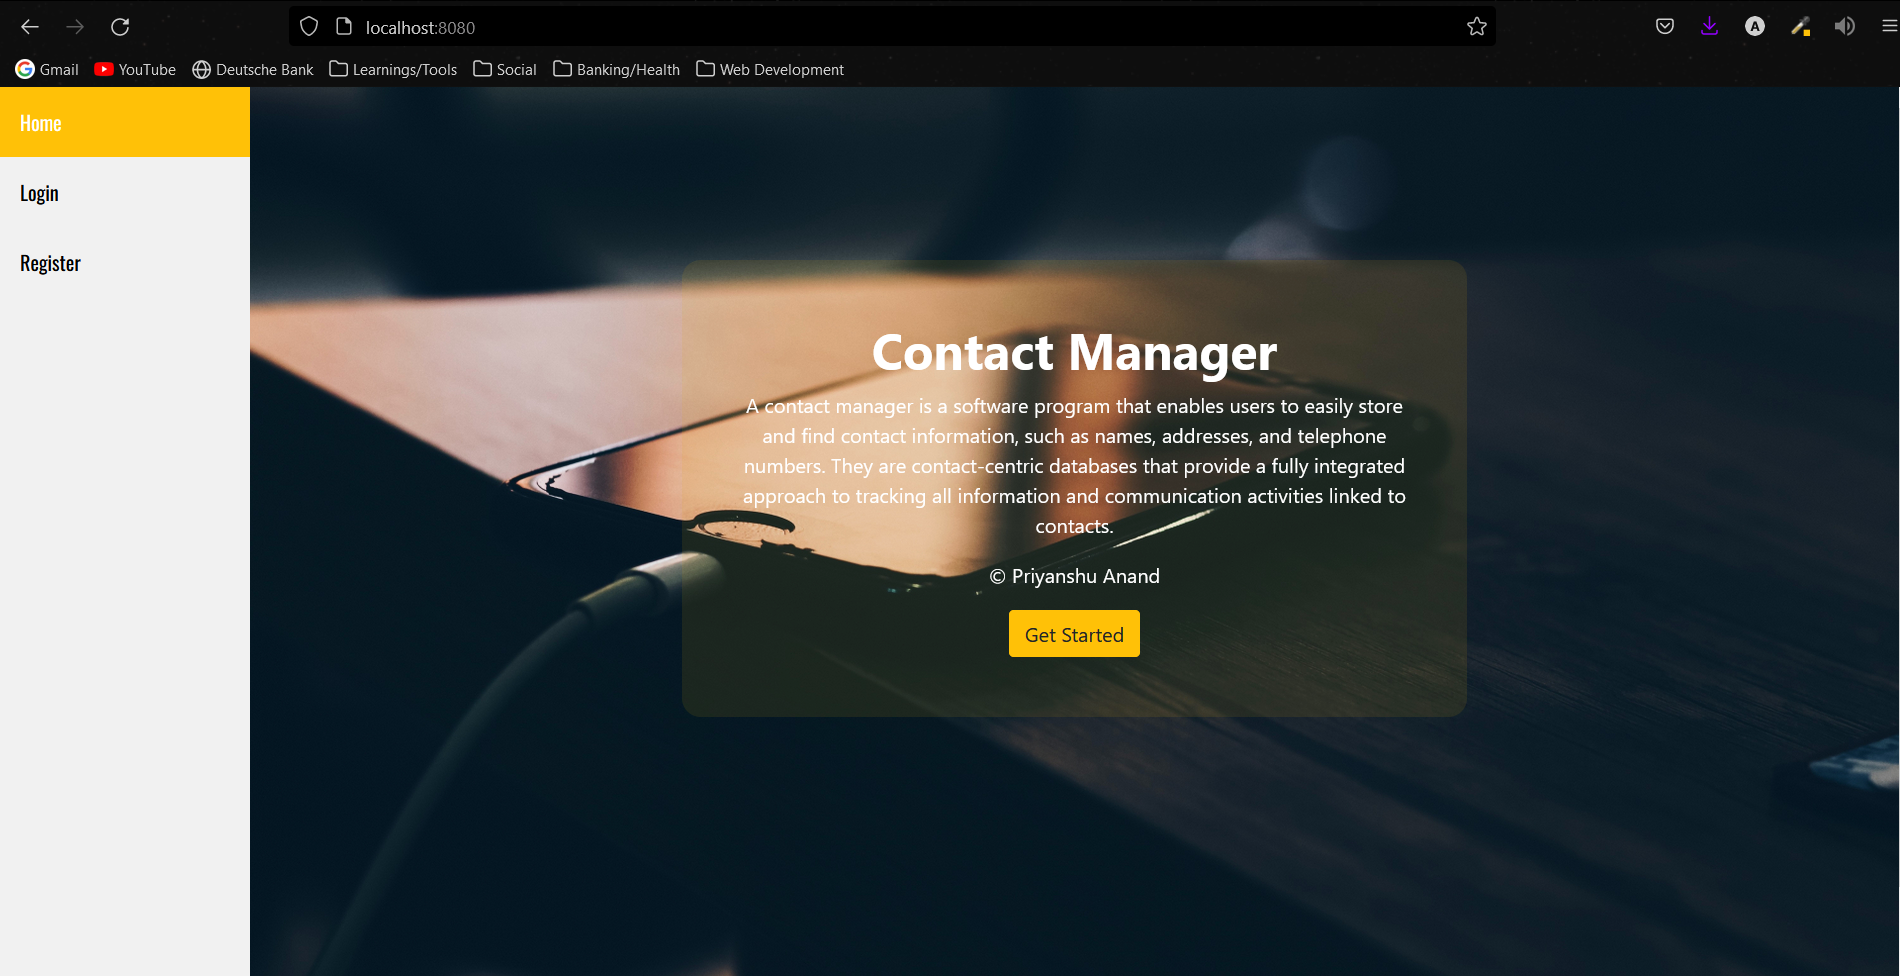 localhost:8080
A
Gmail YouTube Deutsche Bank Learnings/Tools Social Banking/Health Web Development
Home
Login
Register
Contact Manager
A contact manager is a software program that enables users to easily store
and find contact information, such as names, addresses, and telephone
numbers. They are contact-centric databases that provide a fully integrated
approach to tracking all information and communication activities linked to
contacts.
© Priyanshu Anand
Get Started